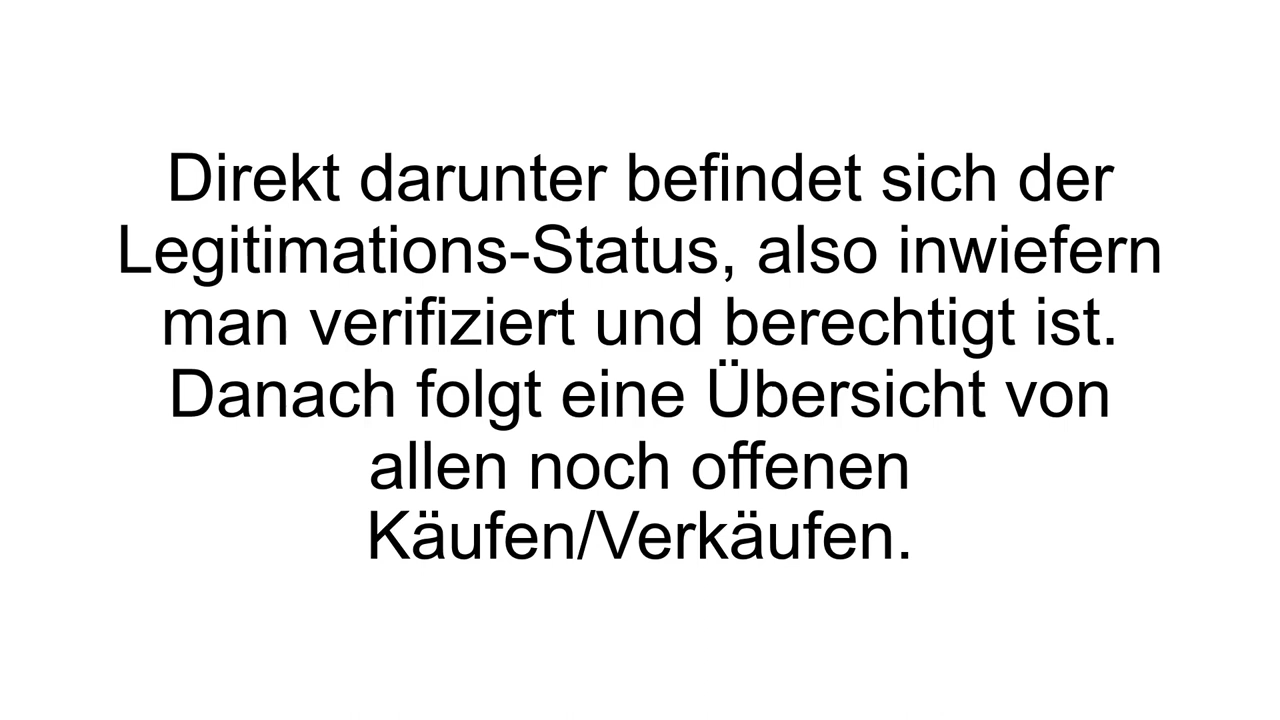 Direkt darunter befindet sich der
Legitimations-Status, also inwiefern
man verifiziert und berechtigt ist.
Danach folgt eine Übersicht von
allen noch offenen
Käufen/Verkäufen.